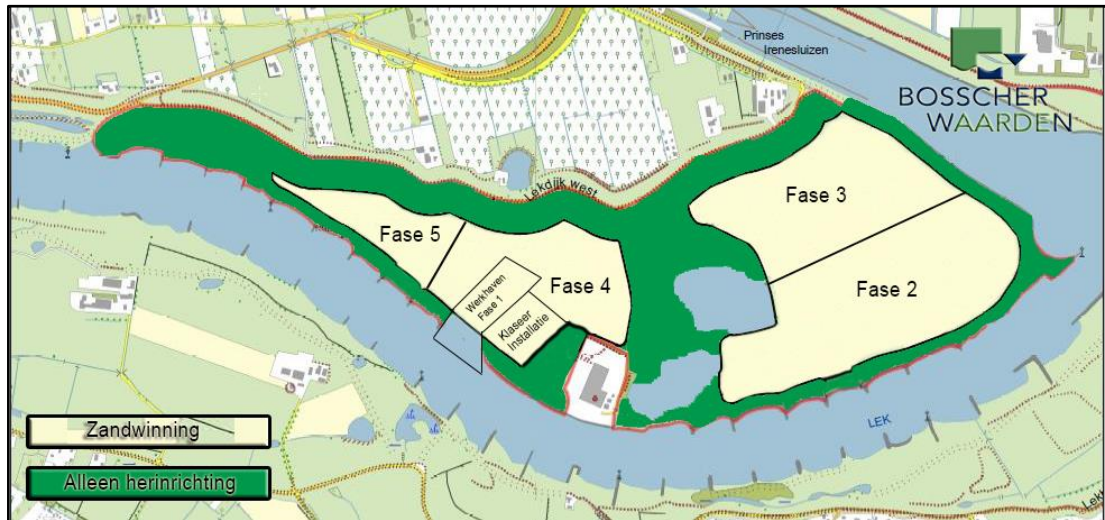 Prinses
Irenesluizen
BOSSCHER
WAARDEN
Lekdijk west
Fase 3
Fase 5
Fase 4
Fase 2
Werkhaven
Fase 1
Klaseer
Installatie
LEK
Zandwinning
Alleen herinrichting